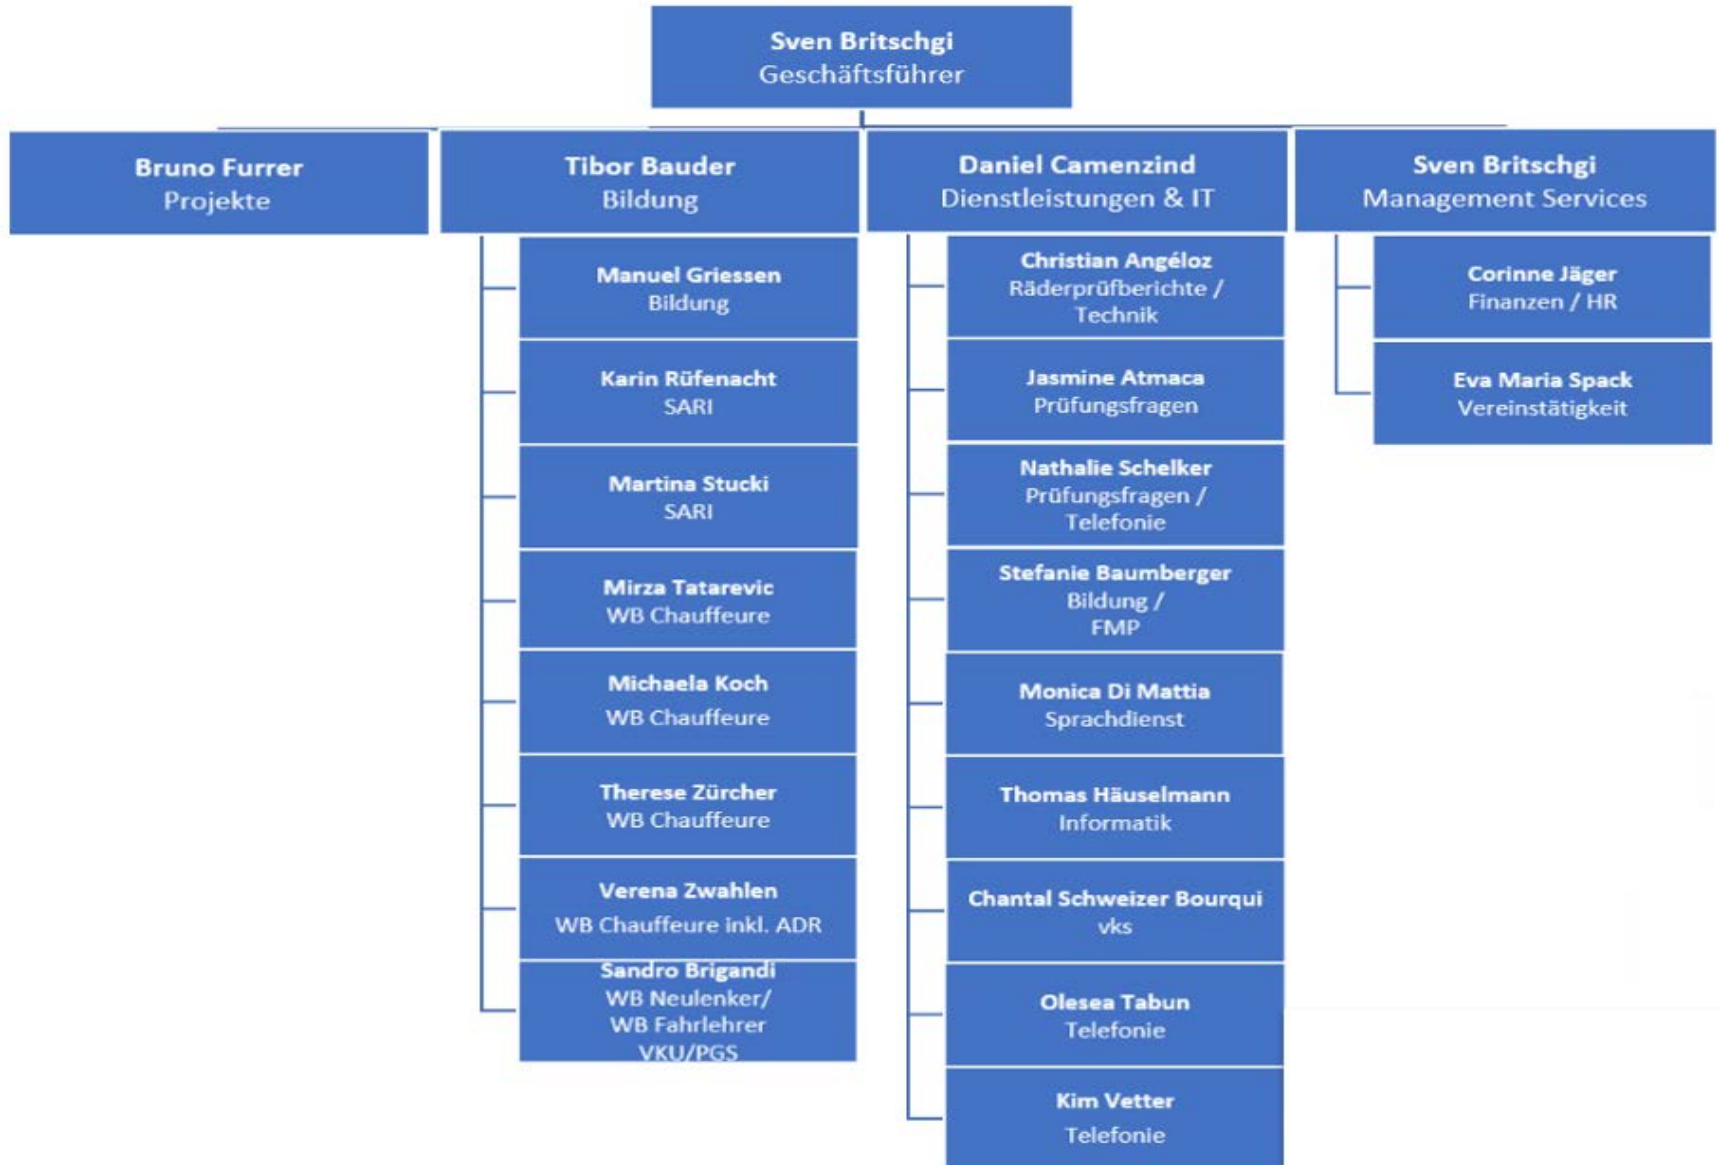 Sven Britschgi
Geschäftsführer
Bruno Furrer
Projekte
Tibor Bauder
Bildung
Manuel Griessen
Bildung
Karin Rüfenacht
SARI
Martina Stucki
SARI
Mirza Tatarevic
WB Chauffeure
Michaela Koch
WB Chauffeure
Therese Zürcher
WB Chauffeure
Verena Zwahlen
WB Chauffeure inkl. ADR
Sandro Brigandi
WB Neulenker/
WB Fahrlehrer
VKU/PGS
Daniel Camenzind
Dienstleistungen & IT
Christian Angéloz
Räderprüfberichte /
Technik
Jasmine Atmaca
Prüfungsfragen
Nathalie Schelker
Prüfungsfragen /
Telefonie
Stefanie Baumberger
Bildung /
FMP
Monica Di Mattia
Sprachdienst
Thomas Häuselmann
Informatik
Chantal Schweizer Bourqui
vks
Olesea Tabun
Telefonie
Kim Vetter
Telefonie
Sven Britschgi
Management Services
Corinne Jäger
Finanzen / HR
Eva Maria Spack
Vereinstätigkeit